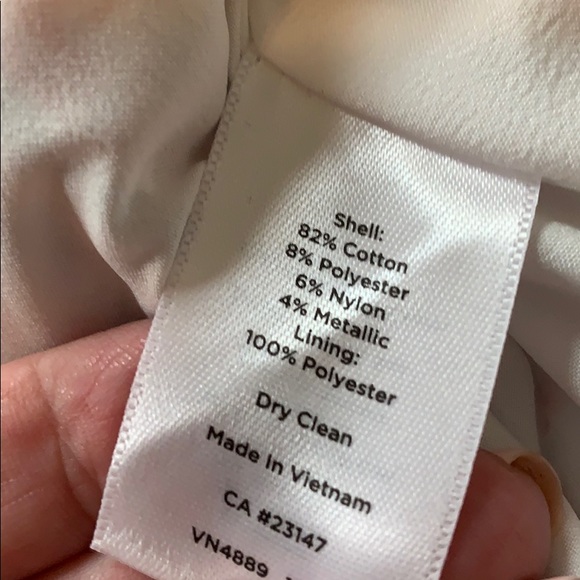 Shell:
82% Cotton
8% Polyester
6% Nylon
4% Metallic
Lining:
100% Polyester
Dry Clean
Made In Vietnam
CA #23147
VN4889